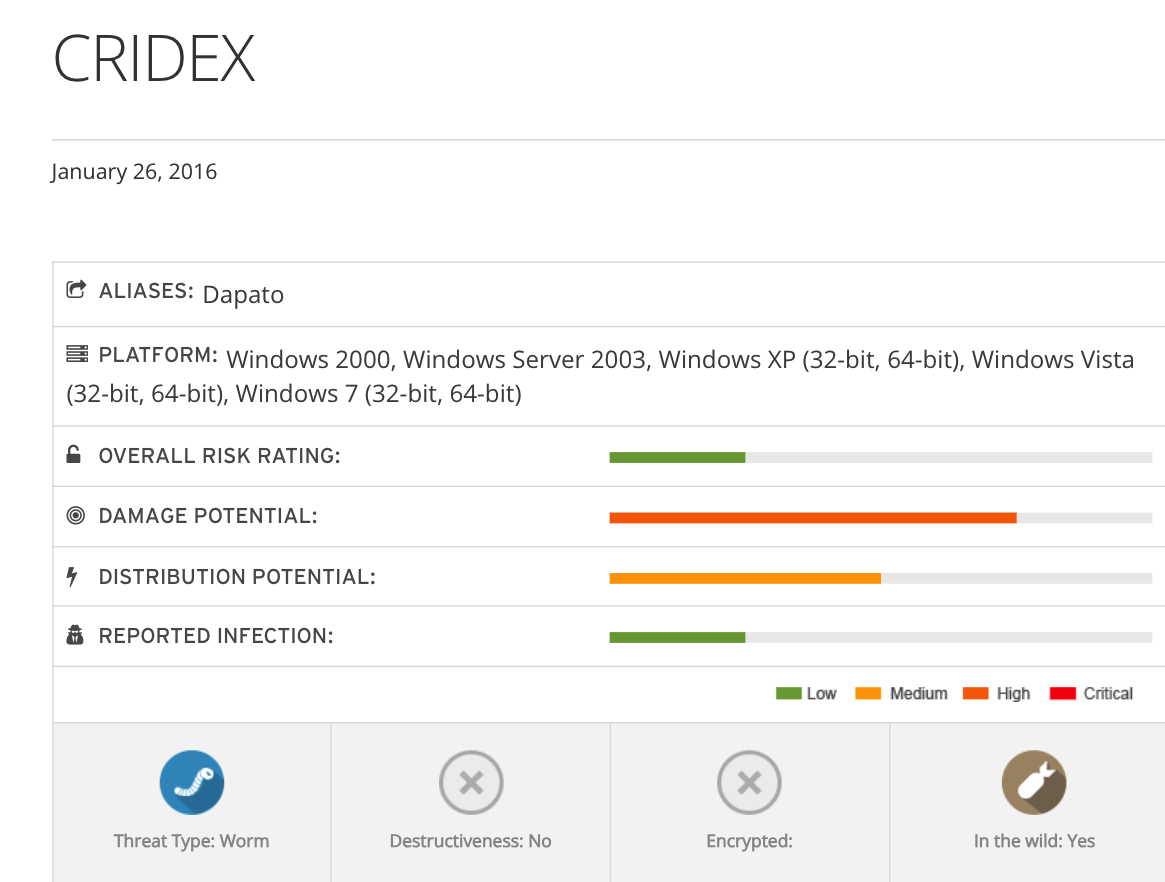 CRIDEX
January 26, 2016
ALIASES: Dapato
PLATFORM: Windows 2000, Windows Server 2003, Windows XP (32-bit, 64-bit), Windows Vista
(32-bit, 64-bit), Windows 7 (32-bit, 64-bit)
OVERALL RISK RATING:
DAMAGE POTENTIAL:
DISTRIBUTION POTENTIAL:
REPORTED INFECTION:
Low Medium High Critical
Threat Type: Worm Destructiveness: No Encrypted: In the wild: Yes